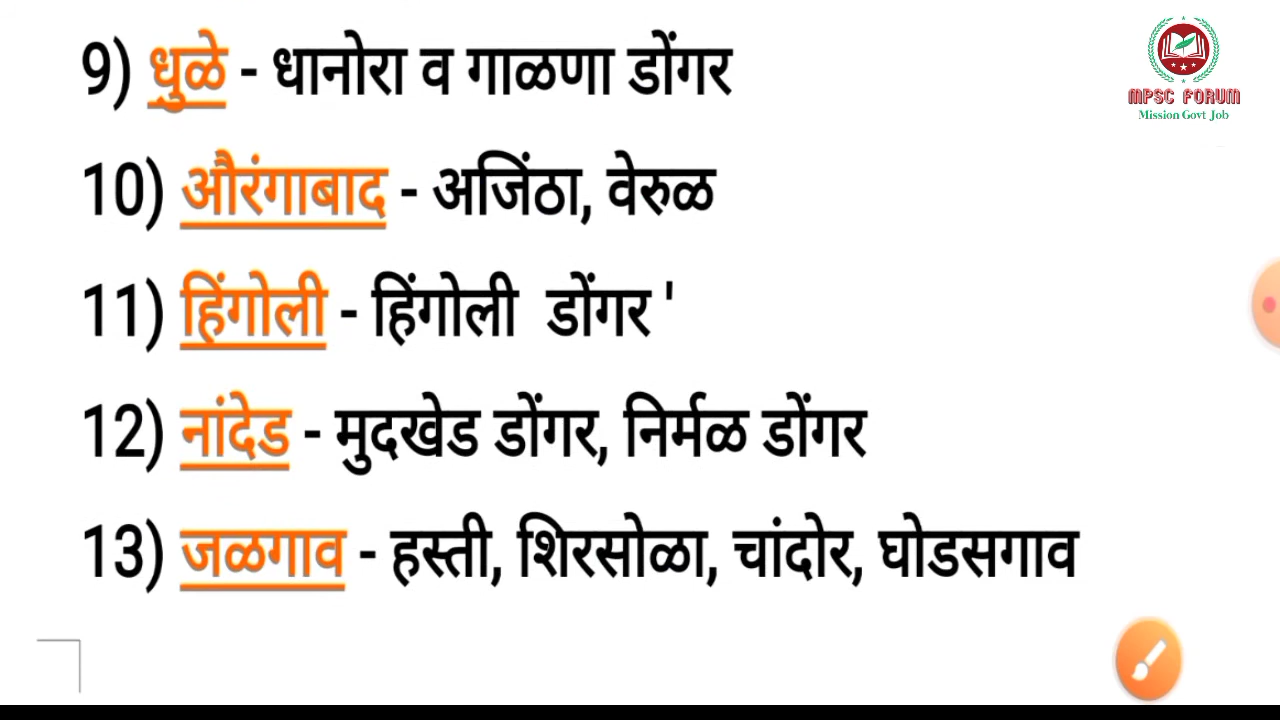 9) धुळे - धानोरा व गाळणा डोंगर
MPSC FORUM
Mission Govt Job
10) औरंगाबाद - अजिंठा, वेरुळ
11) हिंगोली - हिंगोली डोंगर '
12) नांदेड - मुदखेड डोंगर, निर्मळ डोंगर
13) जळगाव - हस्ती, शिरसोळा, चांदोर, घोडसगाव